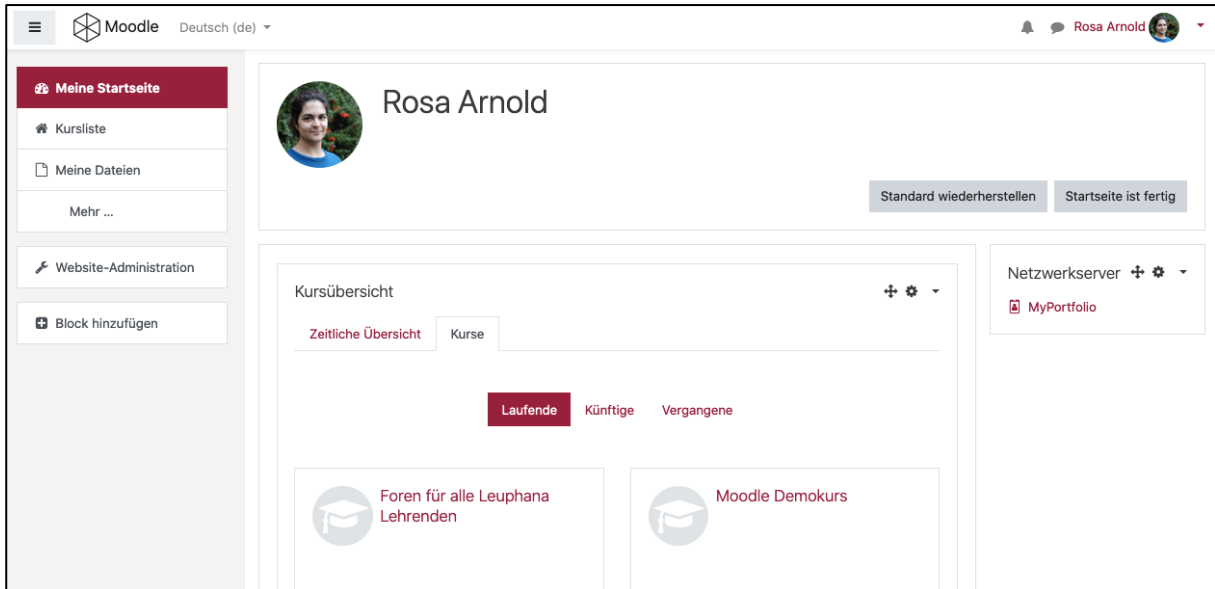 Moodle Deutsch (de)
Rosa Arnold
Meine Startseite
Kursliste
Meine Dateien
Mehr ...
Website-Administration
Block hinzufügen
Rosa Arnold
Standard wiederherstellen Startseite ist fertig
Kursübersicht
Zeitliche Übersicht Kurse
Laufende Künftige Vergangene
Foren für alle Leuphana
Lehrenden
Moodle Demokurs
Netzwerkserver
MyPortfolio